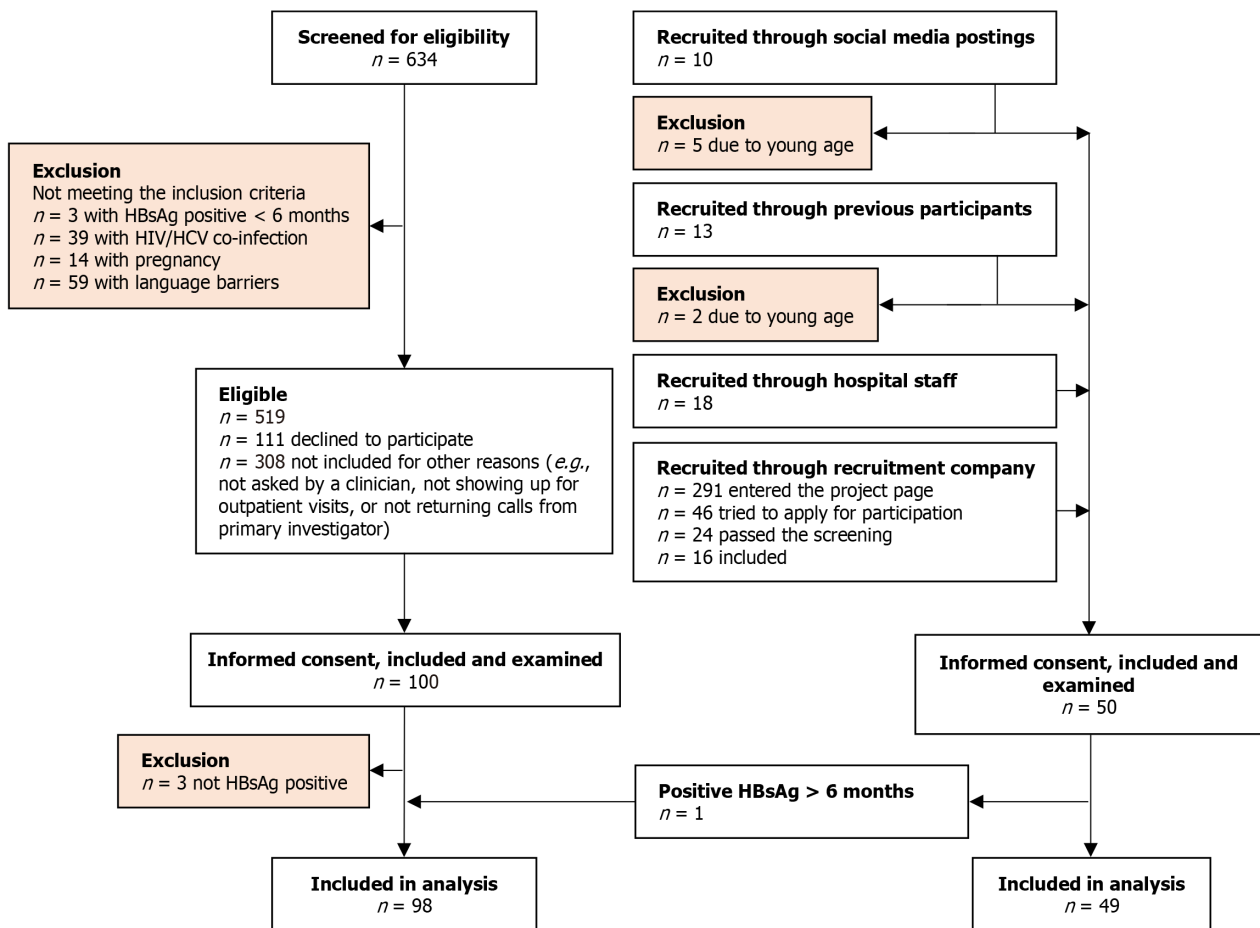 Screened for eligibility
n = 634
Exclusion
Not meeting the inclusion criteria
n = 3 with HBsAg positive < 6 months
n = 39 with HIV/HCV co-infection
n = 14 with pregnancy
n = 59 with language barriers
Eligible
n = 519
n = 111 declined to participate
n = 308 not included for other reasons (e.g.,
not asked by a clinician, not showing up for
outpatient visits, or not returning calls from
primary investigator)
Informed consent, included and examined
n = 100
Exclusion
n = 3 not HBsAg positive
Included in analysis
n = 98
Recruited through social media postings
n = 10
Exclusion
n = 5 due to young age
Recruited through previous participants
n = 13
Exclusion
n = 2 due to young age
Recruited through hospital staff
n = 18
Recruited through recruitment company
n = 291 entered the project page
n = 46 tried to apply for participation
n = 24 passed the screening
n = 16 included
Informed consent, included and
examined
n = 50
Positive HBsAg > 6 months
n = 1
Included in analysis
n = 49